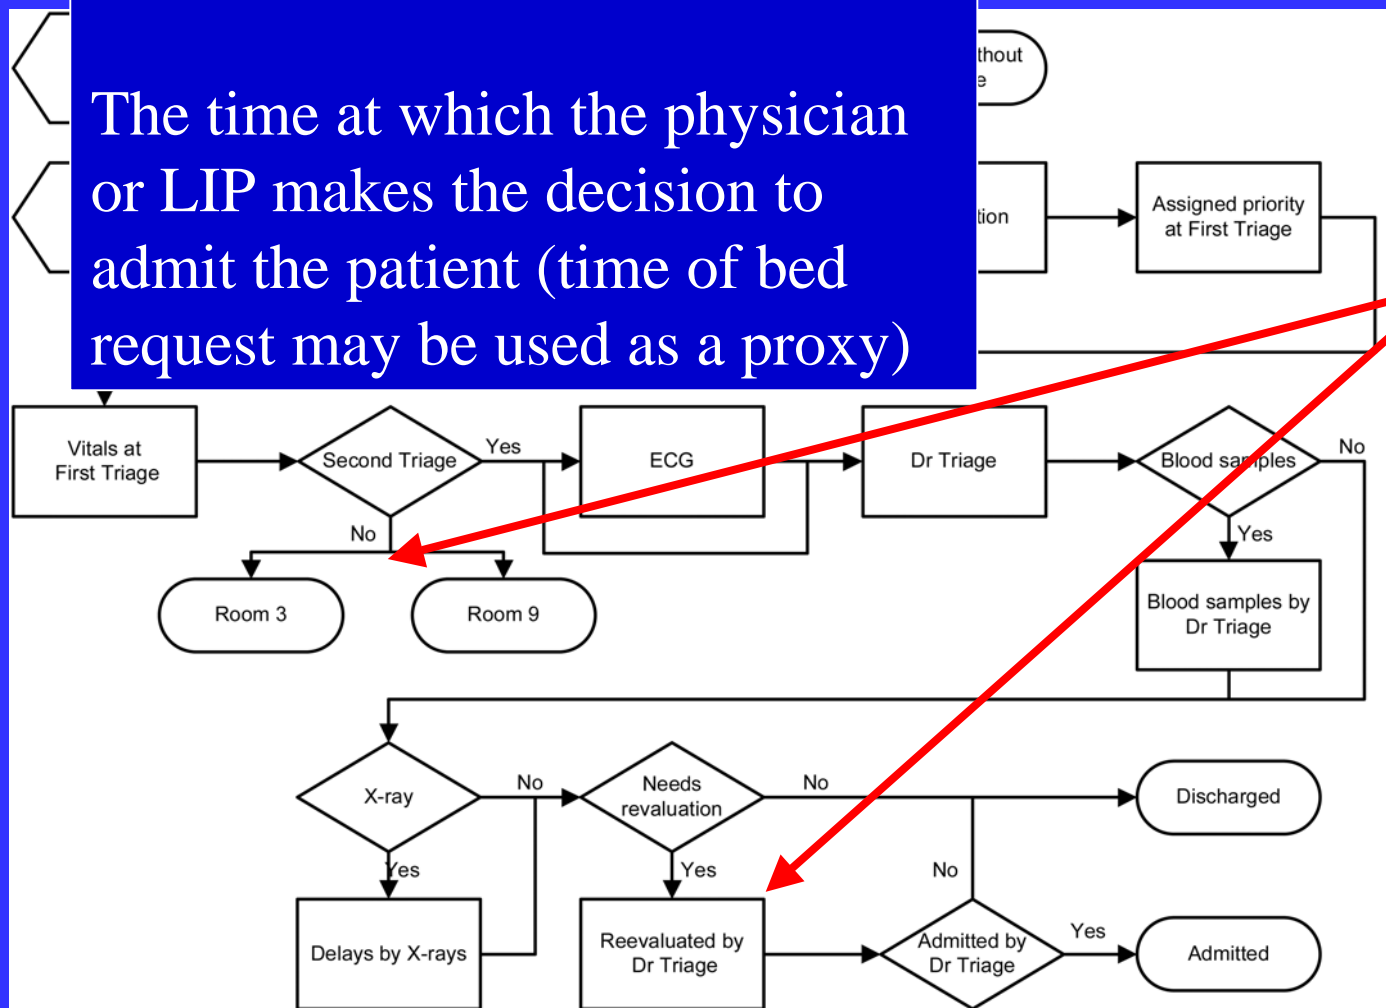 The time at which the physician
or LIP makes the decision to
admit the patient (time of bed
request may be used as a proxy)
Assigned priority
at First Triage
Vitals at
First Triage
Second Triage
Yes
ECG
Dr Triage
Blood samples
No
No
Yes
Room 3
Room 9
Blood samples by
Dr Triage
X-ray
No
Needs
revaluation
No
Discharged
Yes
Yes
No
Delays by X-rays
Reevaluated by
Dr Triage
Admitted by
Dr Triage
Yes
Admitted